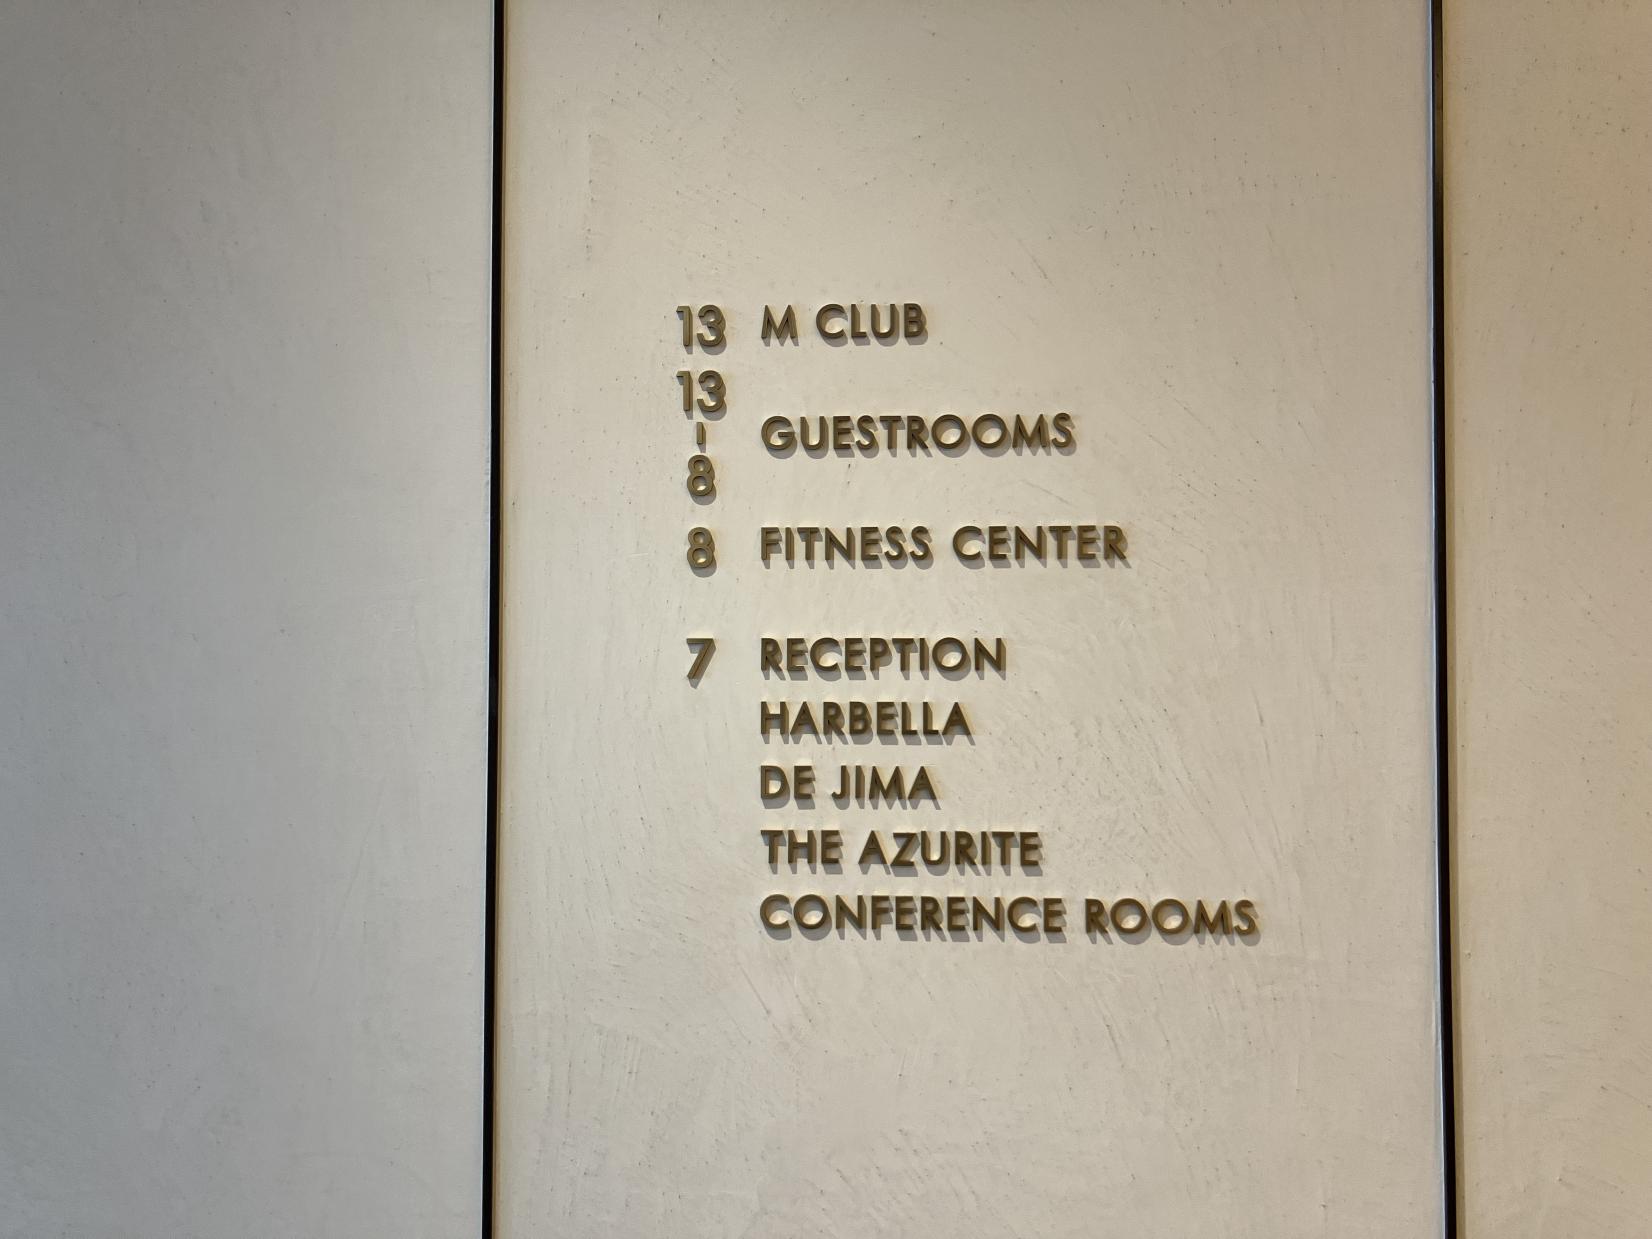 13 M CLUB
13
-
8
GUESTROOMS
8 FITNESS CENTER
7 RECEPTION
HARBELLA
DE JIMA
THE AZURITE
CONFERENCE ROOMS